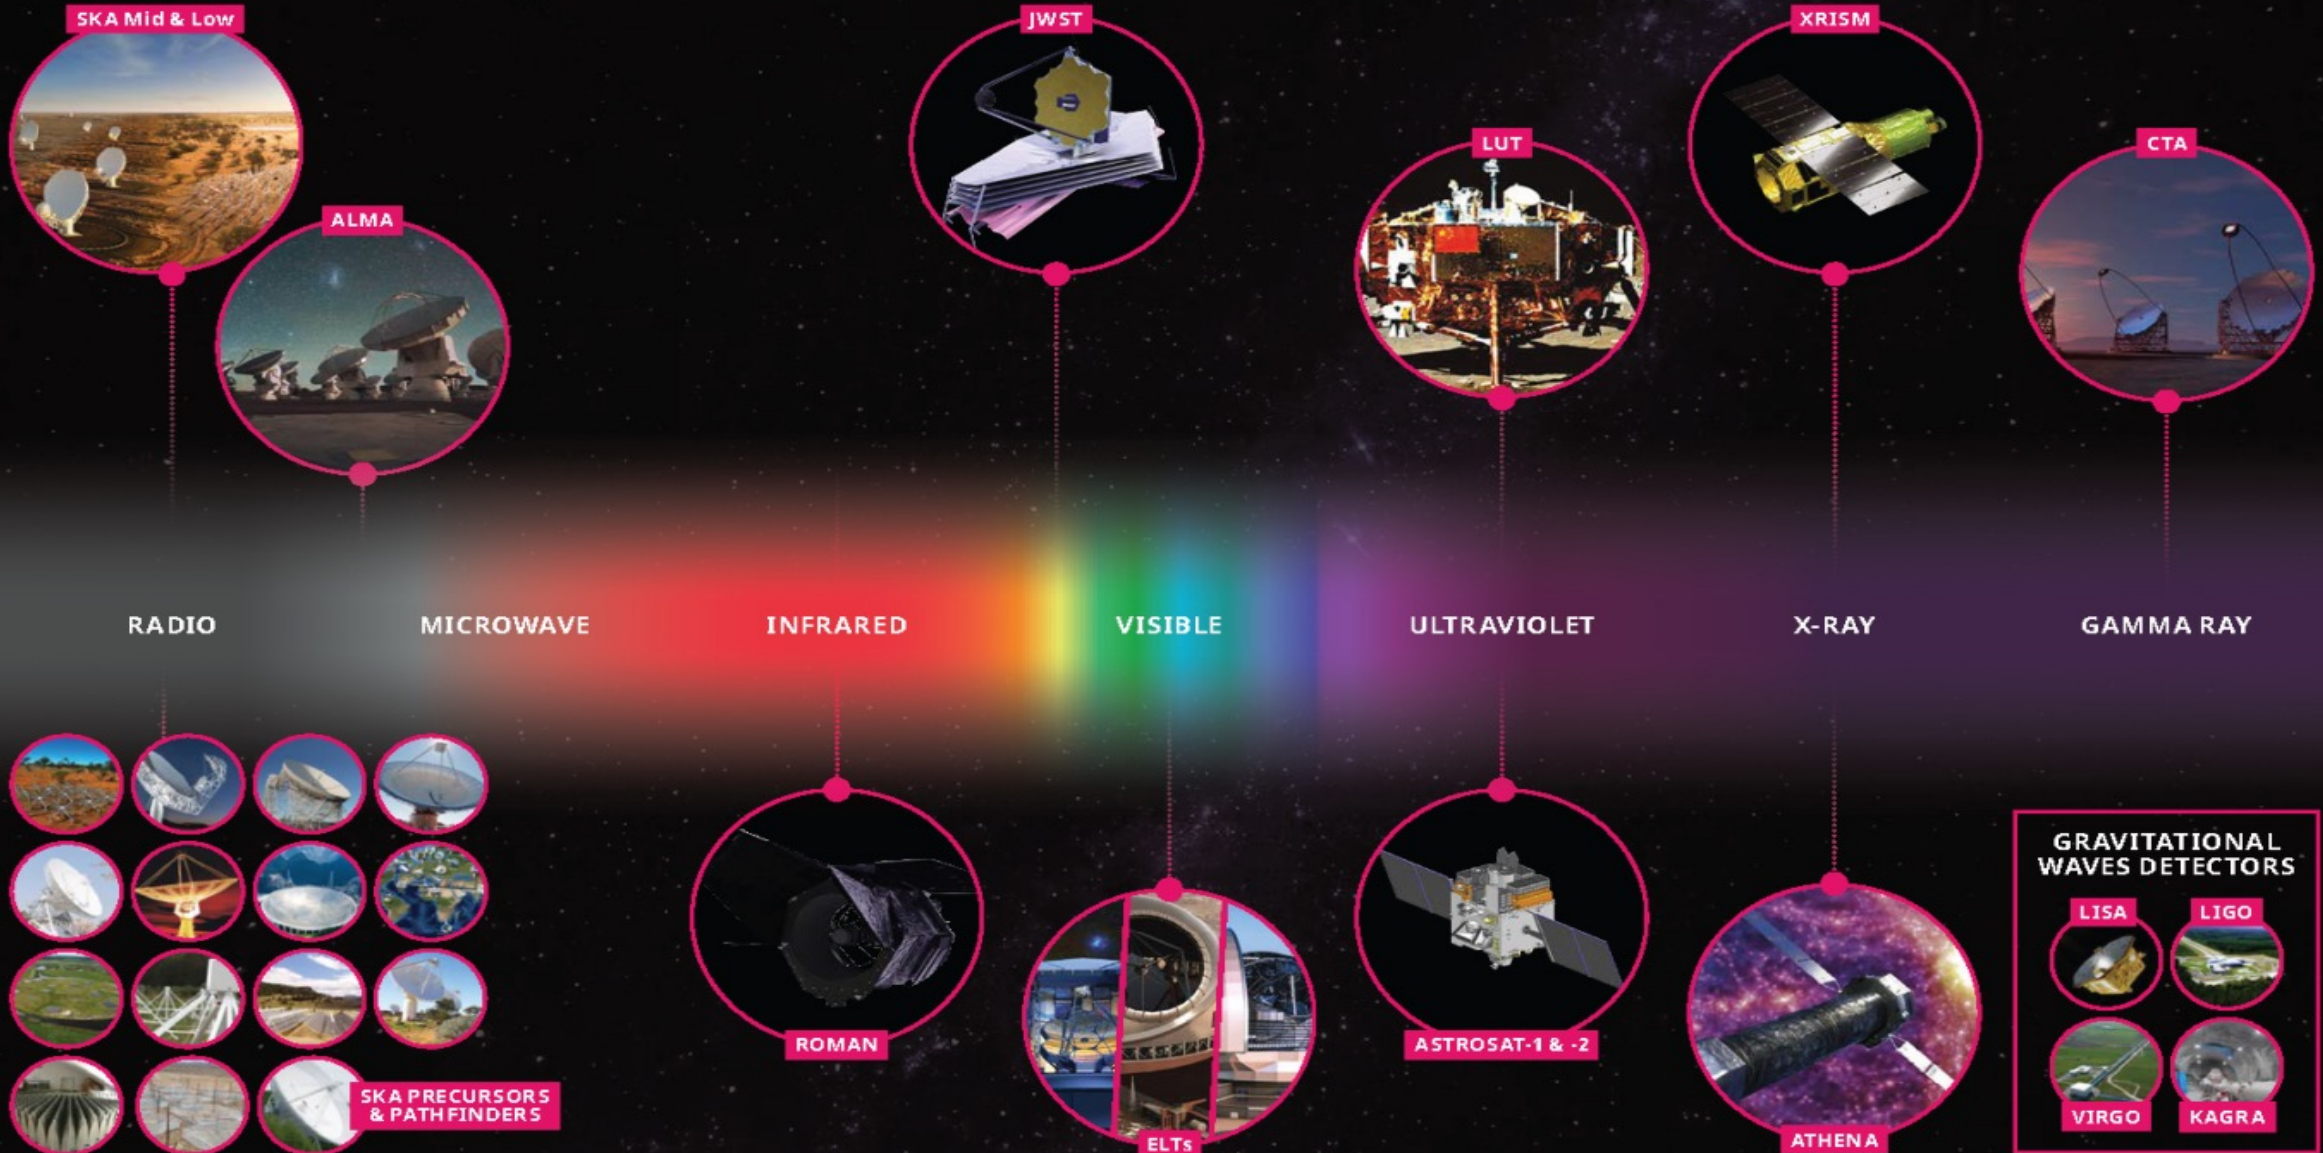 SKA Mid & Low
JWST
XRISM
LUT
CTA
ALMA
RADIO
MICROWAVE
INFRARED
VISIBLE
ULTRAVIOLET
X-RAY
GAMMA RAY
GRAVITATIONAL
WAVES DETECTORS
LISA
LIGO
ROMAN
ASTROSAT-1 & -2
SKA PRECURSORS
& PATHFINDERS
VIRGO
KAGRA
ELTs
ATHENA